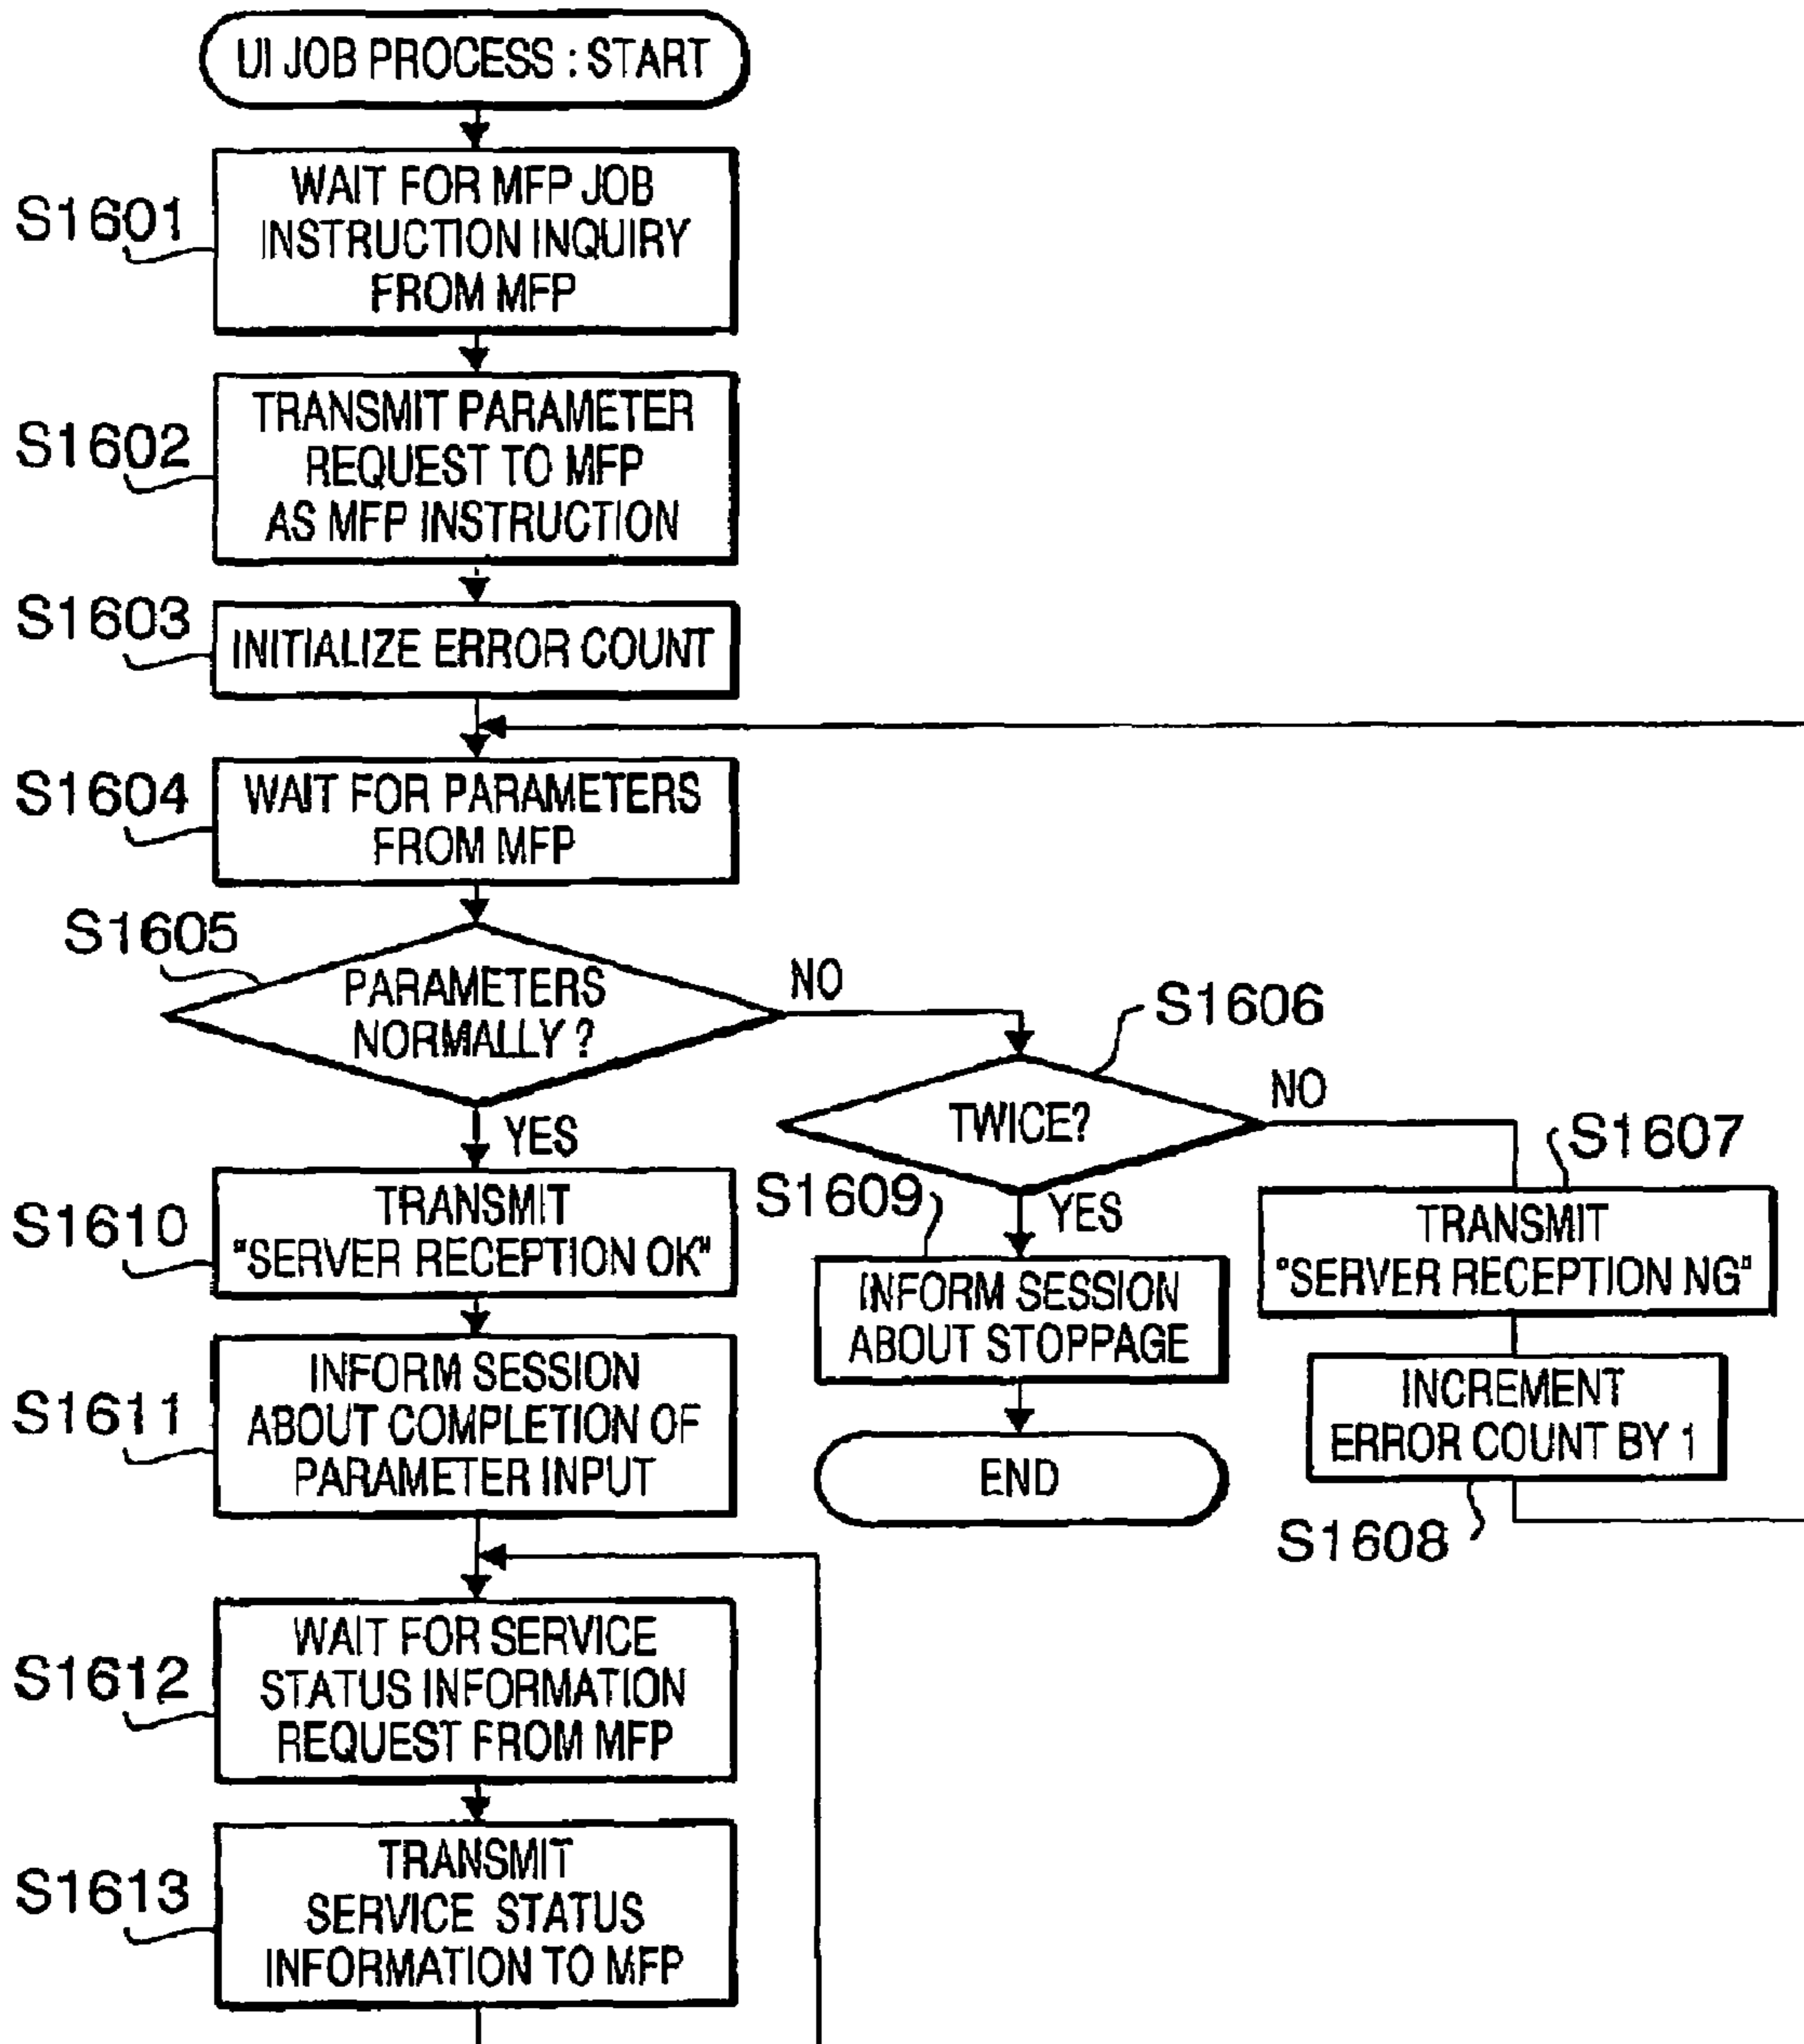 UI JOB PROCESS : START
S1601
WAIT FOR MFP JOB
INSTRUCTION INQUIRY
FROM MFP
S1602
TRANSMIT PARAMETER
REQUEST TO MFP
AS MFP INSTRUCTION
S1603
INITIALIZE ERROR COUNT
S1604
WAIT FOR PARAMETERS
FROM MFP
S1605
PARAMETERS
NORMALLY ?
NO
YES
S1606
TWICE?
NO
YES
S1607
TRANSMIT
"SERVER RECEPTION NG"
INCREMENT
ERROR COUNT BY 1
S1608
S1609
INFORM SESSION
ABOUT STOPPAGE
END
S1610
TRANSMIT
"SERVER RECEPTION OK"
S1611
INFORM SESSION
ABOUT COMPLETION OF
PARAMETER INPUT
S1612
WAIT FOR SERVICE
STATUS INFORMATION
REQUEST FROM MFP
S1613
TRANSMIT
SERVICE STATUS
INFORMATION TO MFP